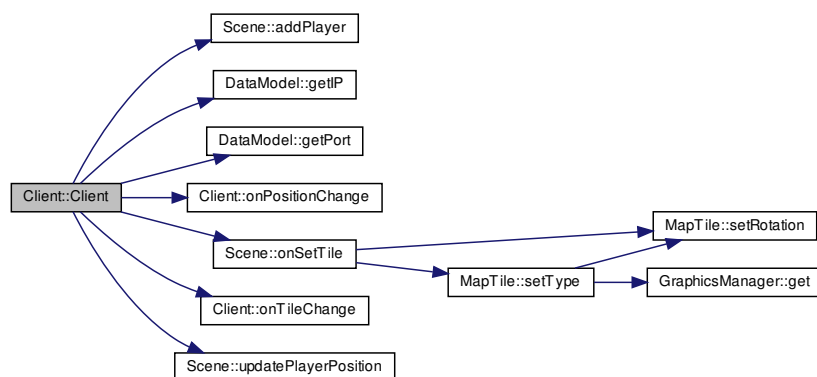 Scene::addPlayer
DataModel::getIP
DataModel::getPort
Client::Client
Client::onPositionChange
MapTile::setRotation
Scene::onSetTile
MapTile::setType
GraphicsManager::get
Client::onTileChange
Scene::updatePlayerPosition